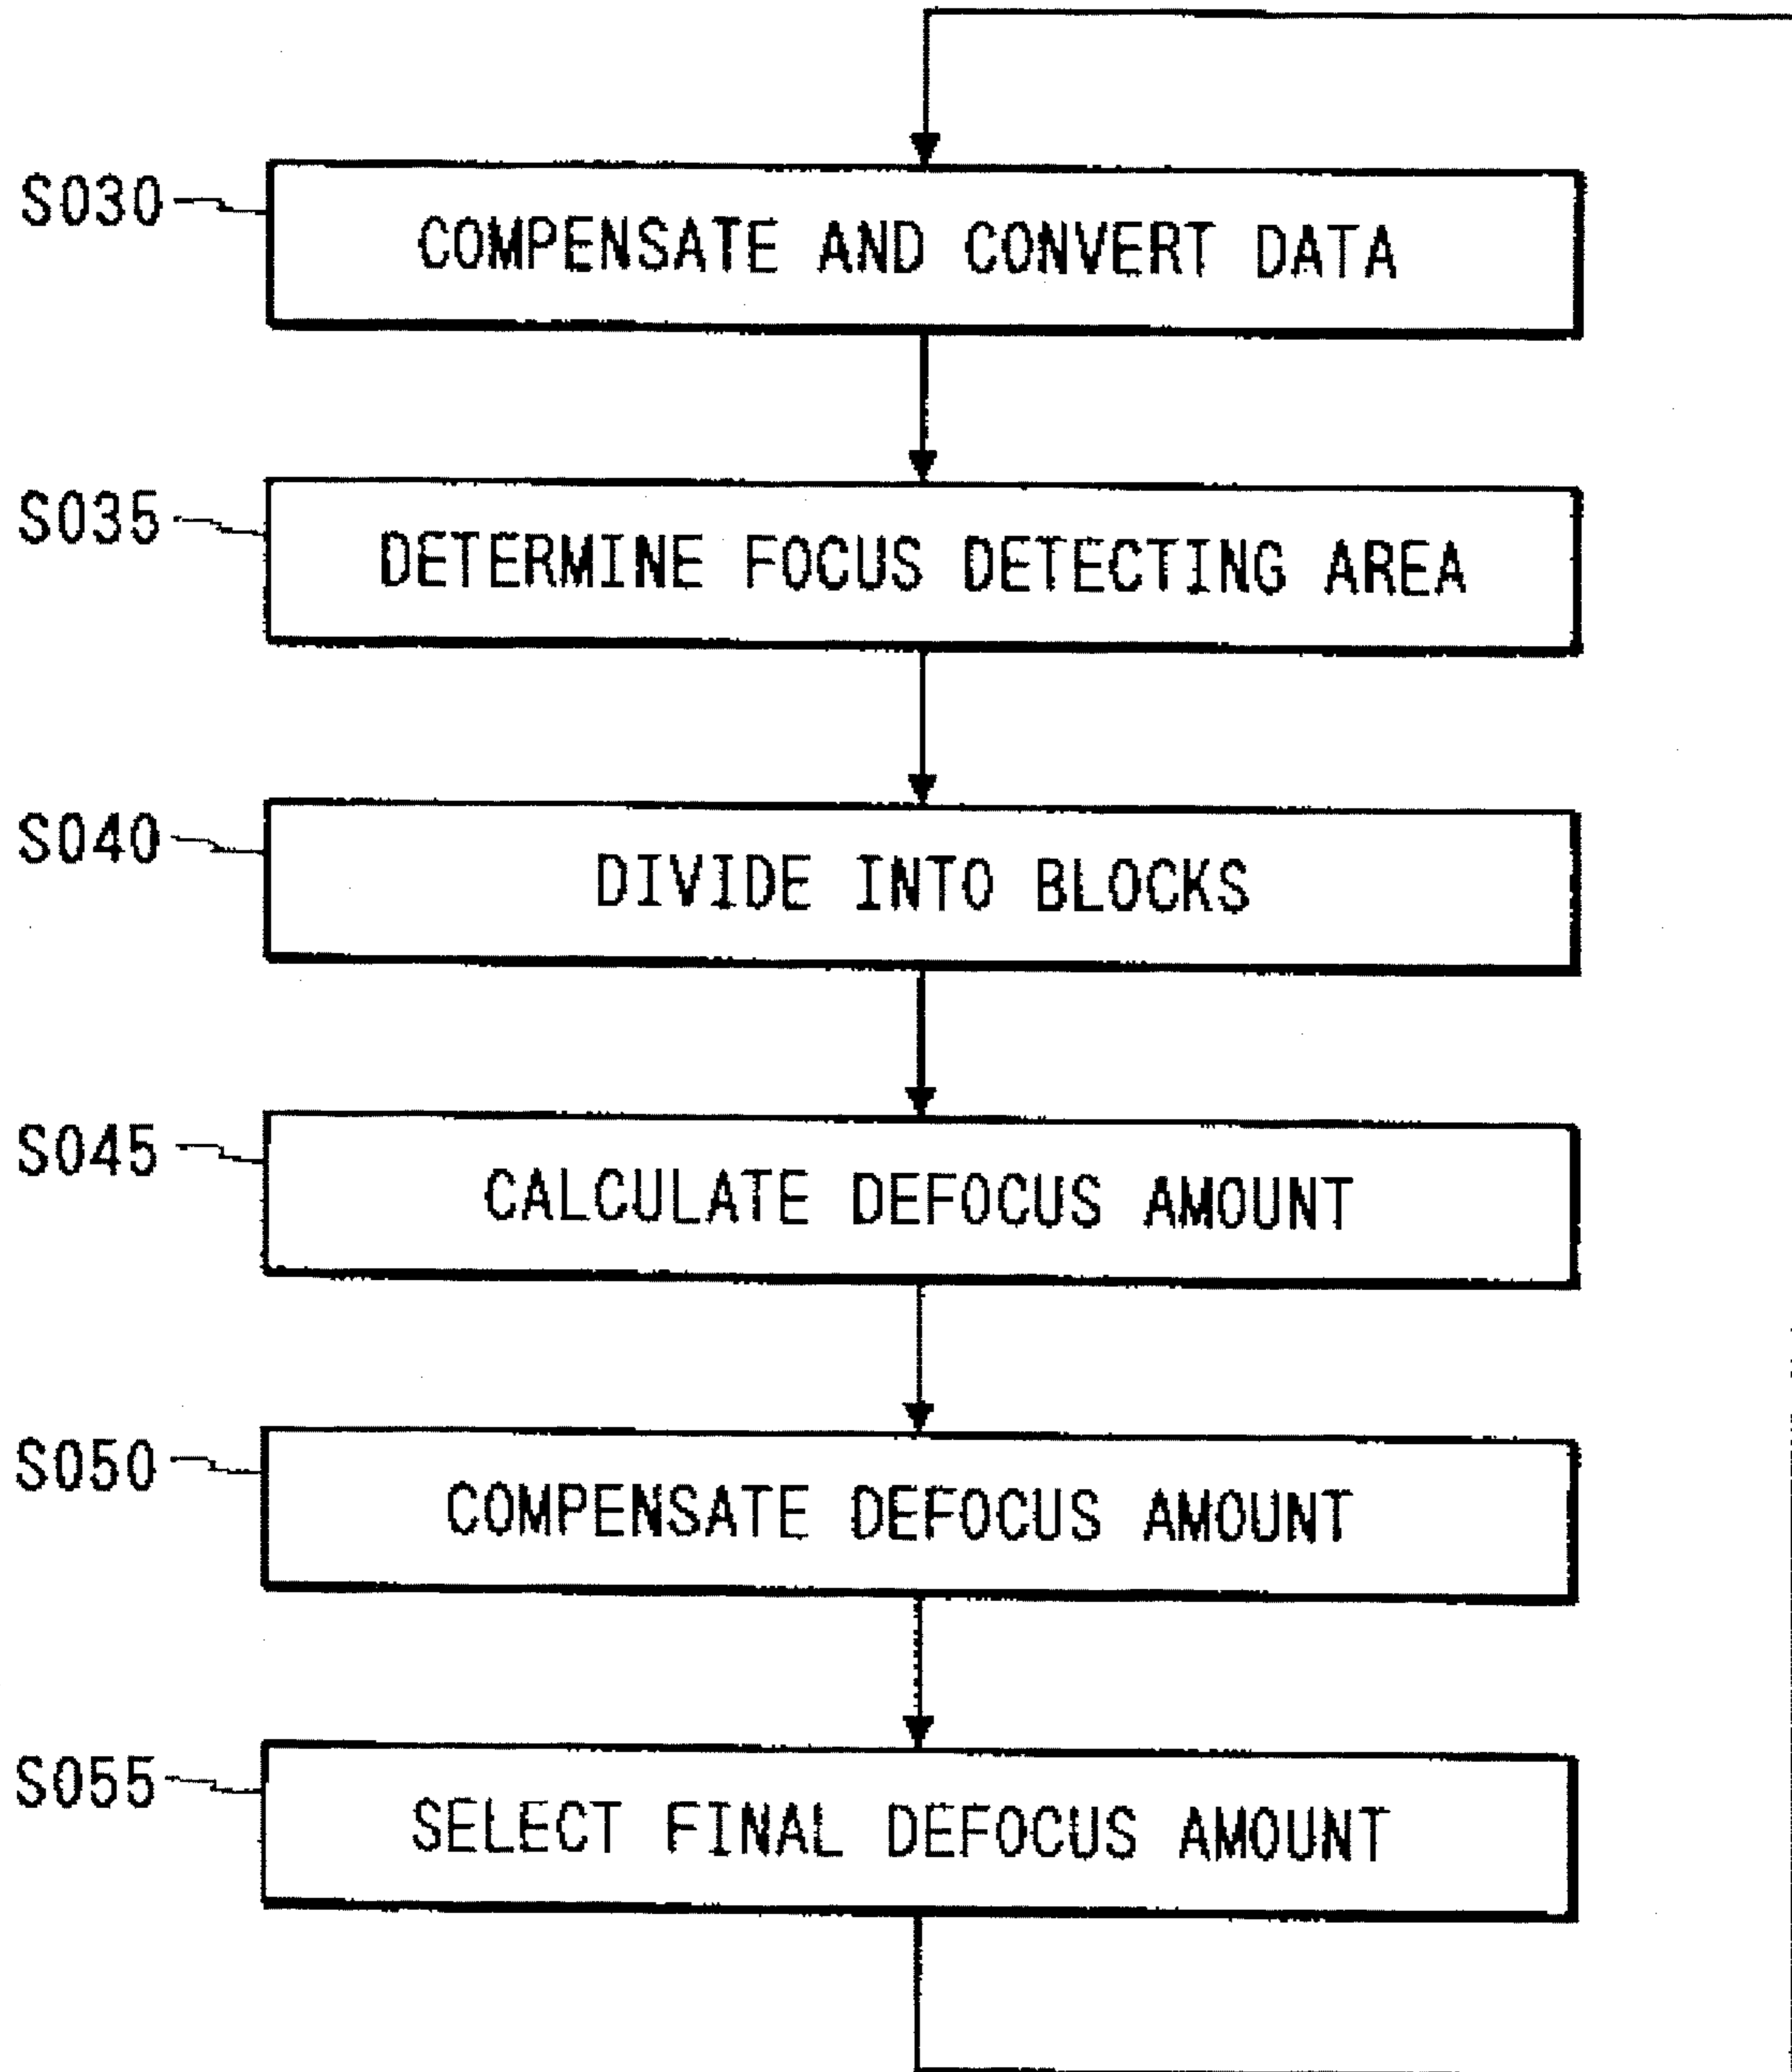 S030
COMPENSATE AND CONVERT DATA
S035
DETERMINE FOCUS DETECTING AREA
S040
DIVIDE INTO BLOCKS
S045
CALCULATE DEFOCUS AMOUNT
S050
COMPENSATE DEFOCUS AMOUNT
S055
SELECT FINAL DEFOCUS AMOUNT